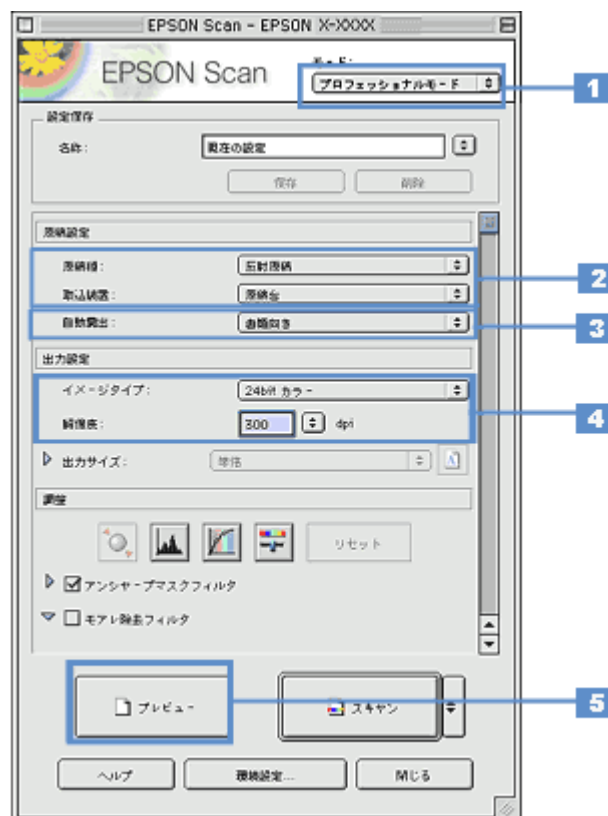 EPSON Scan - EPSON X-XXXX
EPSON Scan
モード:
プロフェッショナルモード
1
設定保存
名称:
現在の設定
保存
削除
原稿設定
原稿種:
反射原稿
2
取込装置:
原稿台
自動露出:
書類向き
3
出力設定
イメージタイプ:
24bit カラー
解像度:
300
dpi
4
出力サイズ:
等倍
調整
リセット
アンシャープマスクフィルタ
モアレ除去フィルタ
プレビュー
スキャン
5
ヘルプ
環境設定...
閉じる